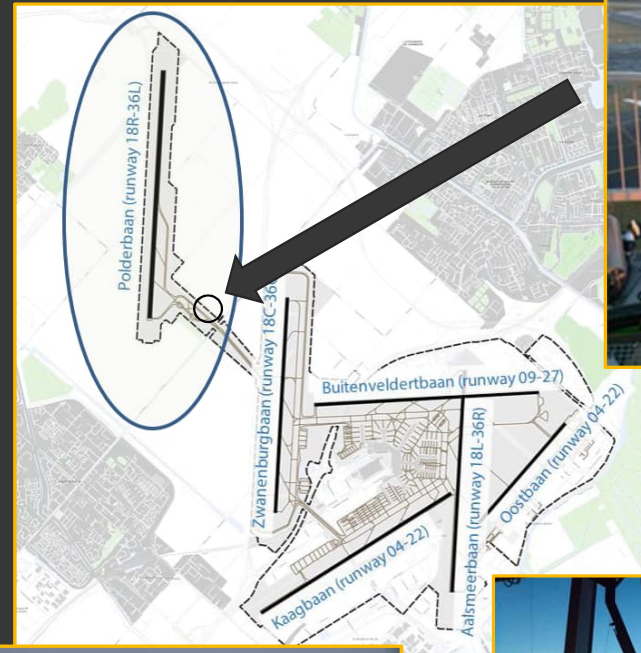 Polderbaan (runway 18R-36L)
Zwanenburgbaan (runway 18C-36
Buitenveldertbaan (runway 09-27)
Oostbaan (runway 04-22)
Aalsmeerbaan (runway 18L-36R)
Kaagbaan (runway 04-22)